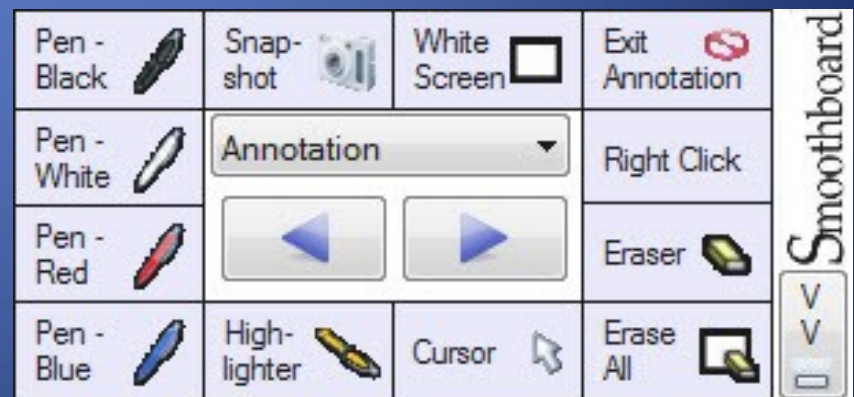 Pen -
Black
Snap-
shot
White
Screen
Exit
Annotation
Pen -
White
Annotation
Right Click
Pen -
Red
Eraser
Pen -
Blue
High-
lighter
Cursor
Erase
All
Smoothboard
V
V